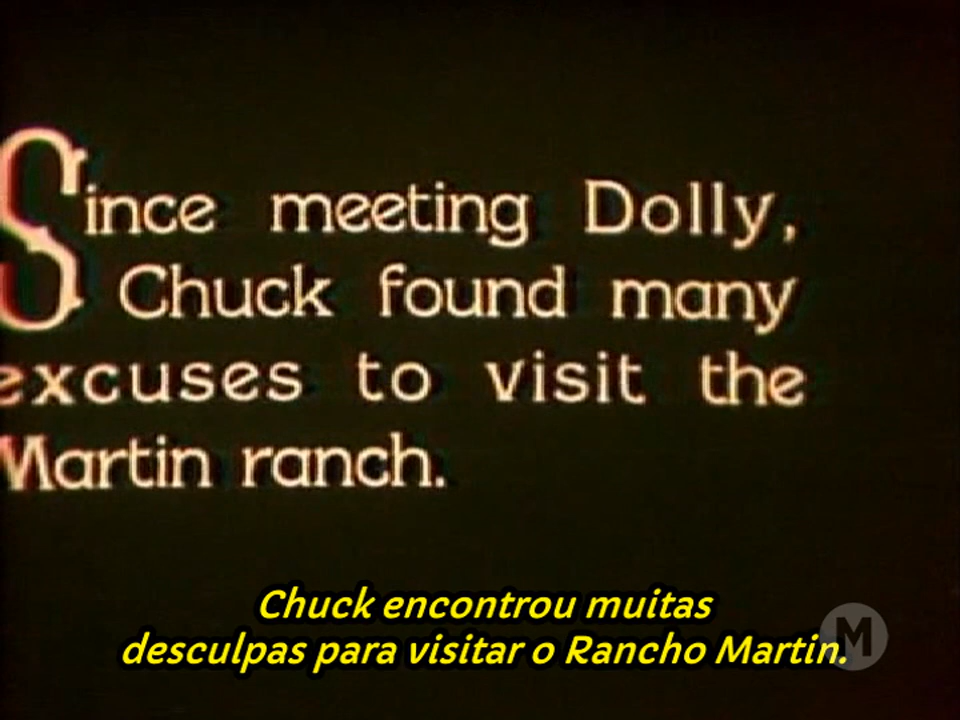 Since meeting Dolly,
Chuck found many
excuses to visit the
Martin ranch.
Chuck encontrou muitas
desculpas para visitar o Rancho Martin.
M